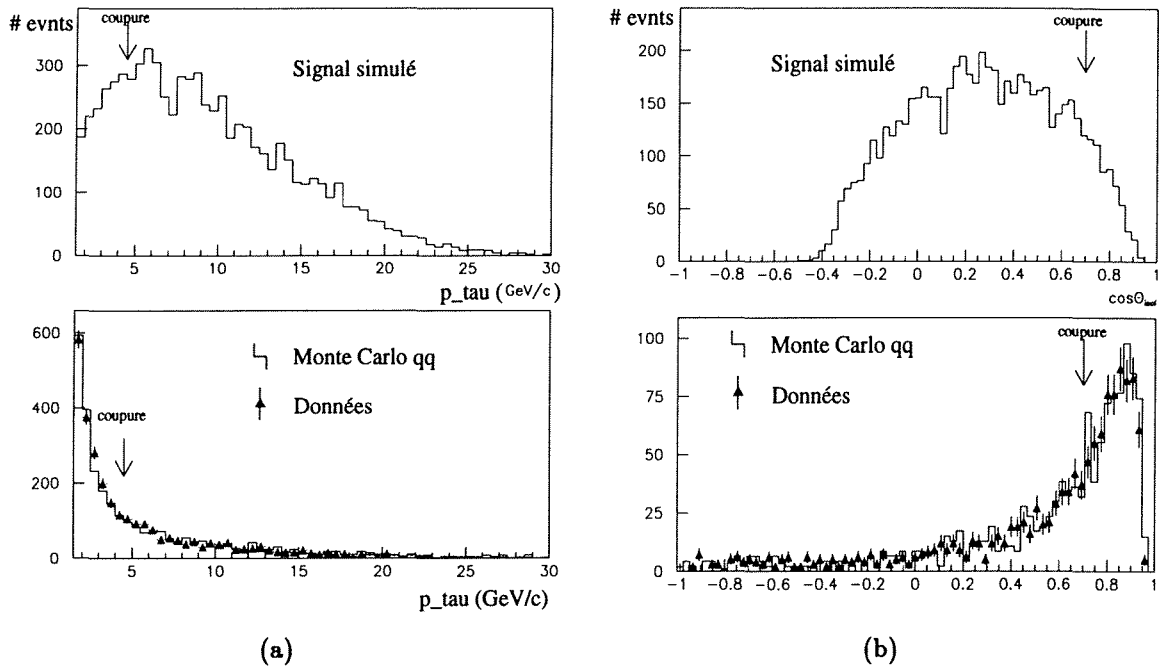 # evnts
coupure
Signal simulé
300
200
100
0
5 10 15 20 25 30
p_tau (GeV/c)
600
400
200
0
Monte Carlo qq
Données
coupure
5 10 15 20 25 30
p_tau (GeV/c)
(a)
# evnts
coupure
Signal simulé
200
150
100
50
0
-1 -0.8 -0.6 -0.4 -0.2 0 0.2 0.4 0.6 0.8 1
cosΘ
100
75
50
25
0
coupure
Monte Carlo qq
Données
-1 -0.8 -0.6 -0.4 -0.2 0 0.2 0.4 0.6 0.8 1
(b)